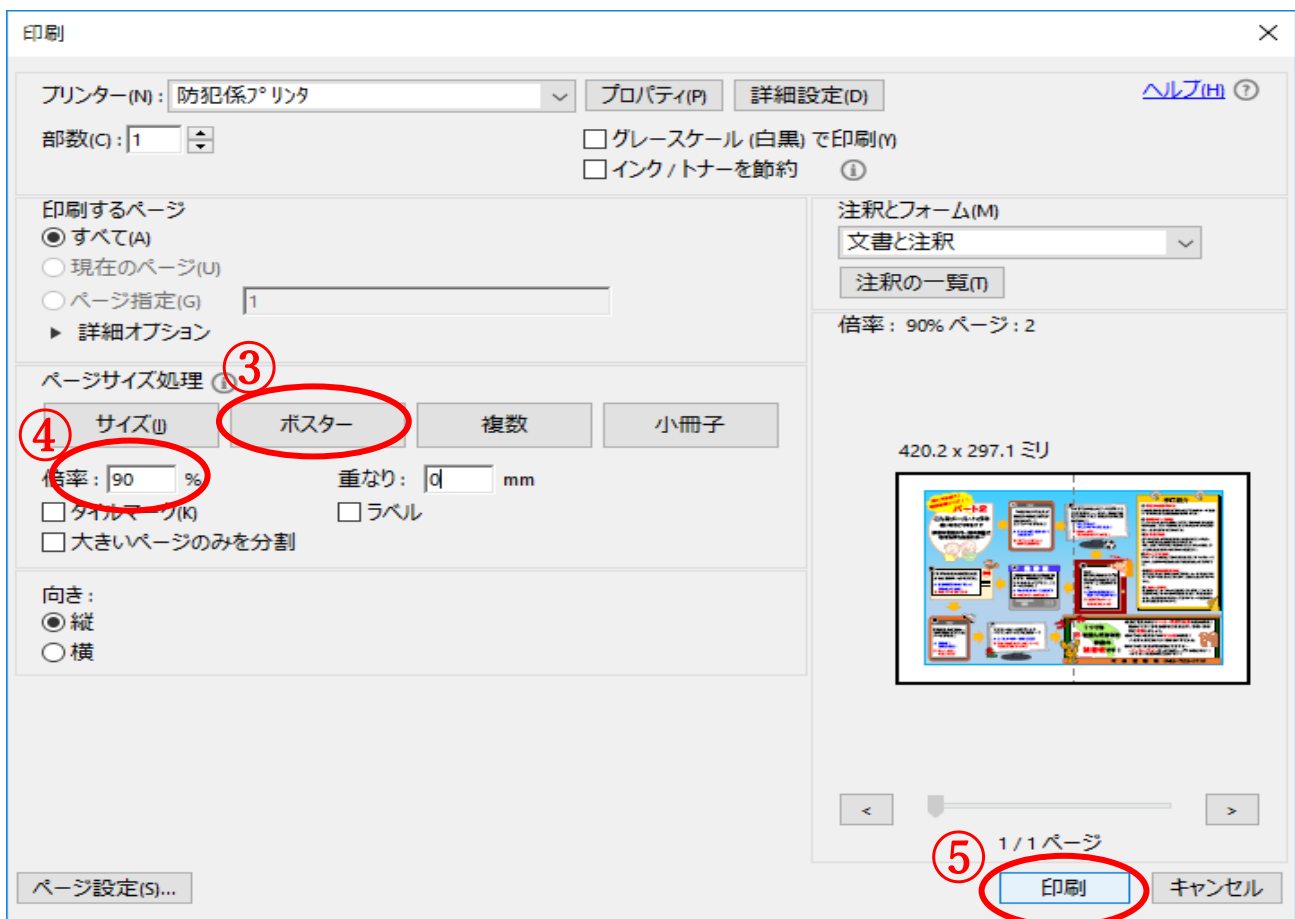 印刷
プリンター(N) : 防犯係プリンタ プロパティ(P) 詳細設定(D) ヘルプ(H)
部数(C) : 1 グレースケール (白黒) で印刷(Y)
インク / トナーを節約
印刷するページ
すべて(A)
現在のページ(U)
ページ指定(G) 1
詳細オプション
注釈とフォーム(M)
文書と注釈
注釈の一覧(T)
倍率 : 90% ページ : 2
ページサイズ処理 ③
④ サイズ(I) ポスター 複数 小冊子
倍率 : 90 % 重なり : 0 mm
タイルマーク(K) ラベル
大きいページのみを分割
向き :
縦
横
420.2 x 297.1 ミリ
パート2
< >
1 / 1 ページ
⑤
ページ設定(S)... 印刷 キャンセル